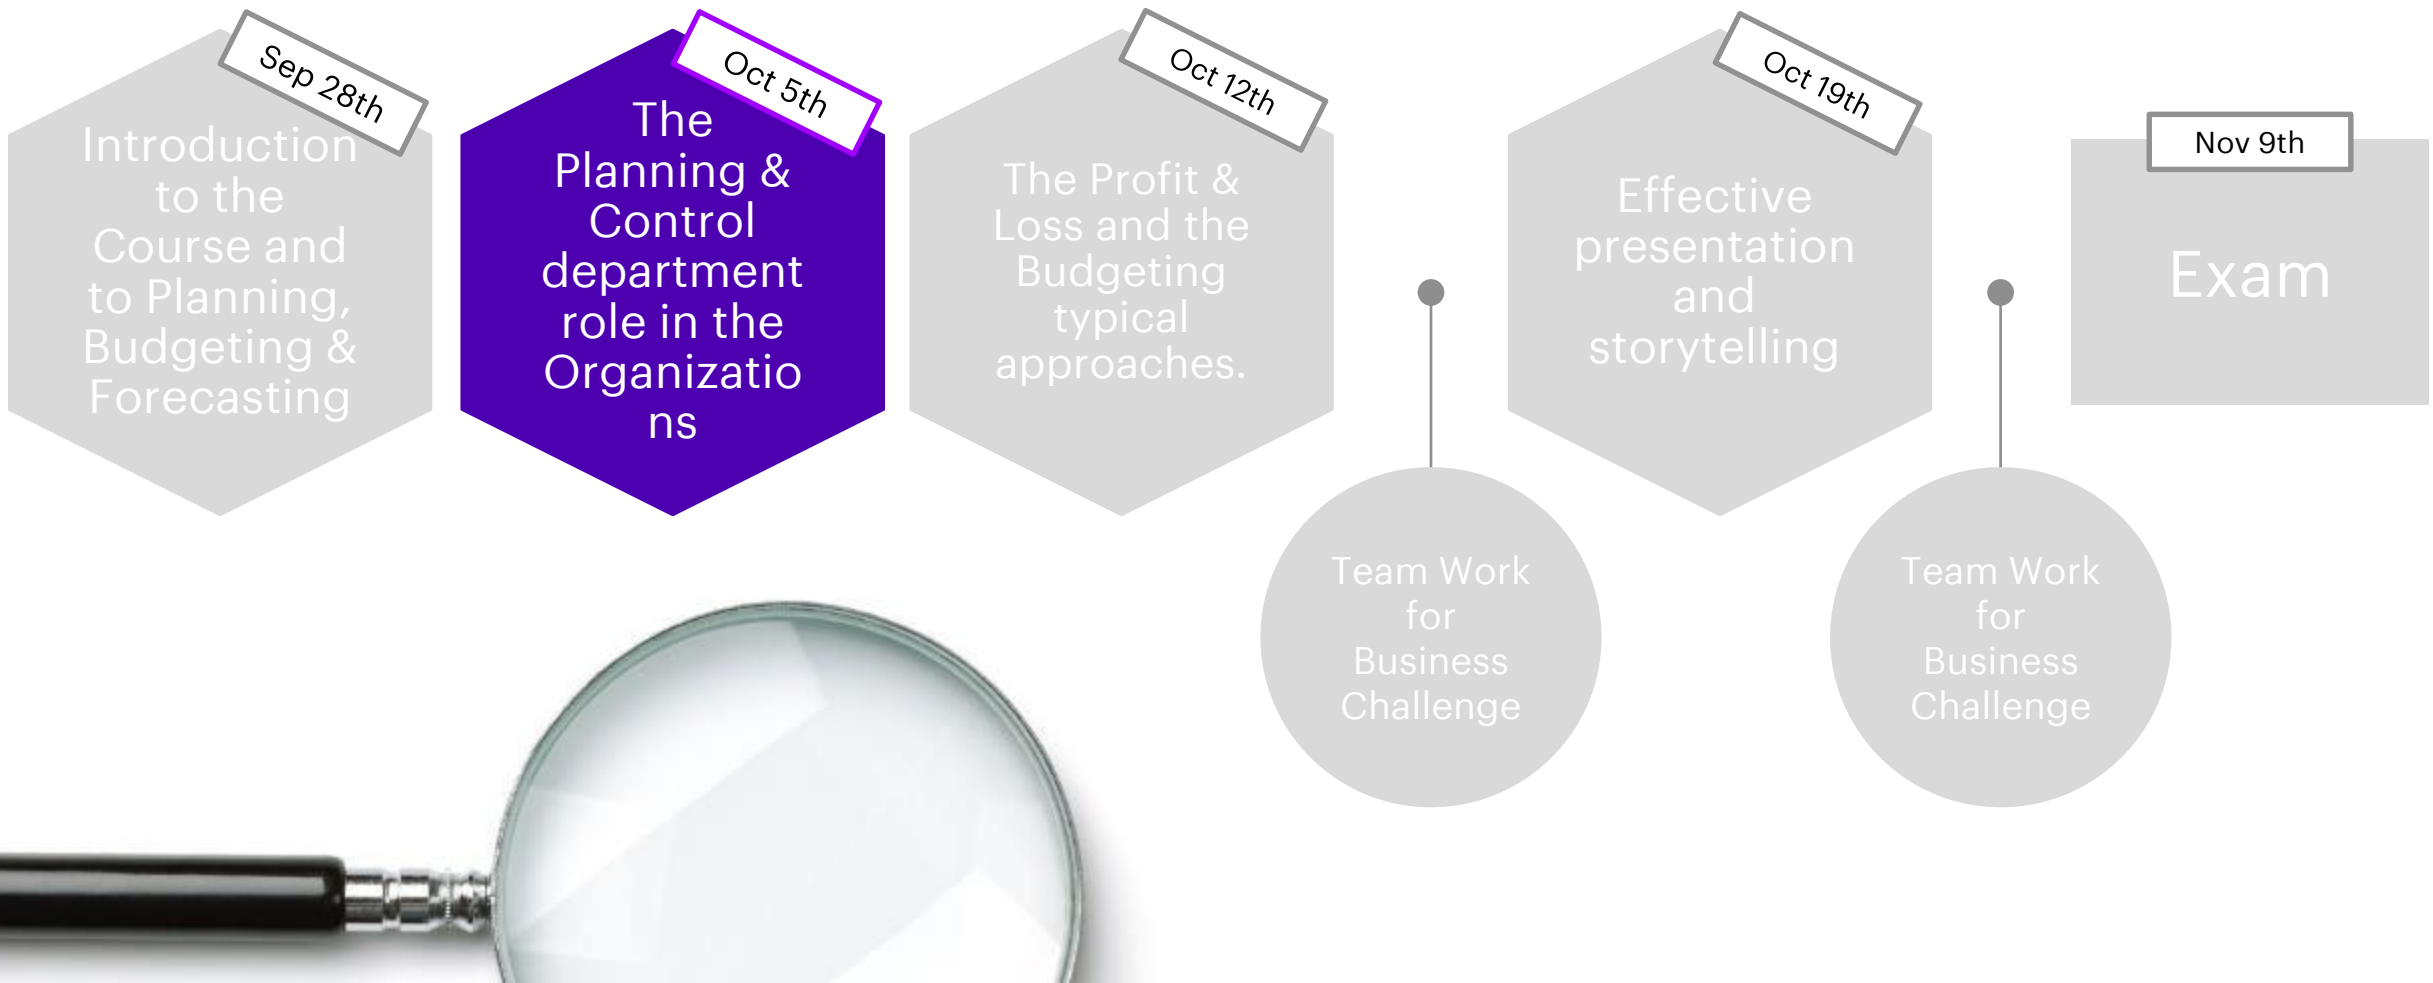 Sep 28th
Introduction
to the
Course and
to Planning,
Budgeting &
Forecasting
Oct 5th
The
Planning &
Control
department
role in the
Organizatio
ns
Oct 12th
The Profit &
Loss and the
Budgeting
typical
approaches.
Team Work
for
Business
Challenge
Oct 19th
Effective
presentation
and
storytelling
Team Work
for
Business
Challenge
Nov 9th
Exam